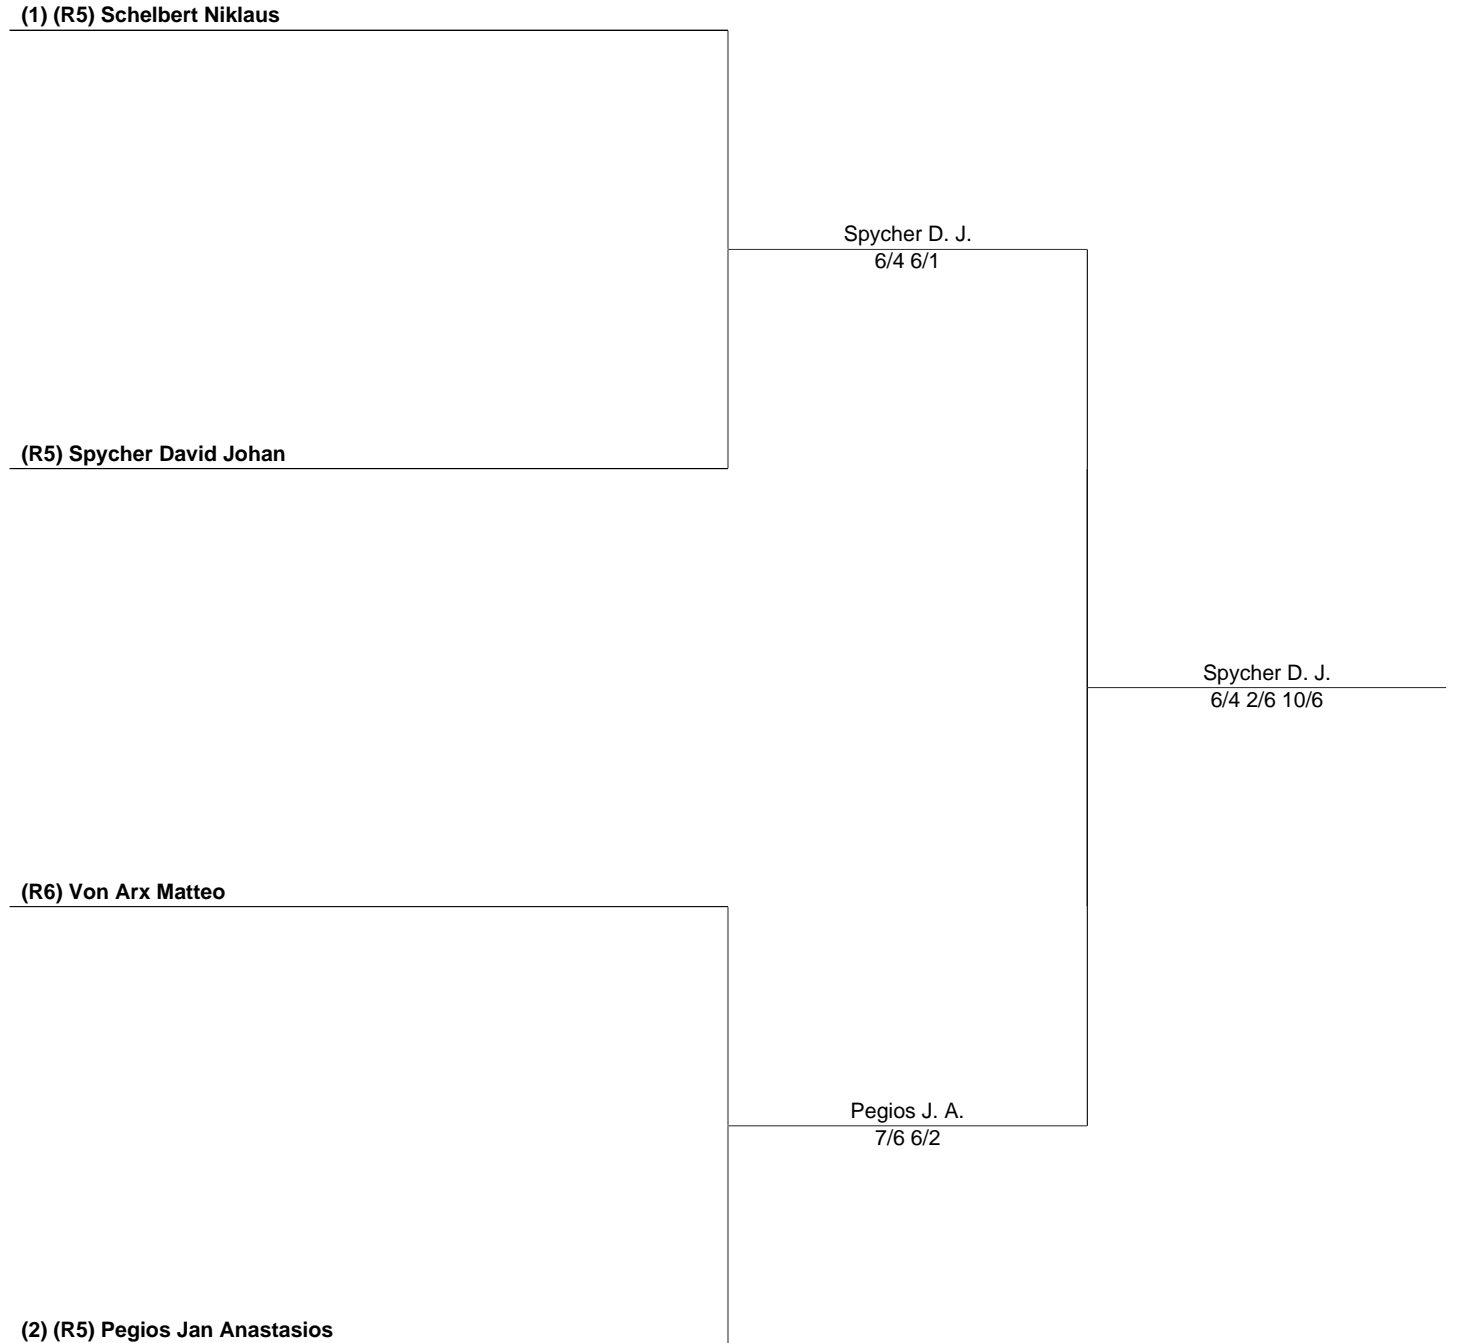 (1) (R5) Schelbert Niklaus
Spycher D. J.
6/4 6/1
(R5) Spycher David Johan
Spycher D. J.
6/4 2/6 10/6
(R6) Von Arx Matteo
Pegios J. A.
7/6 6/2
(2) (R5) Pegios Jan Anastasios